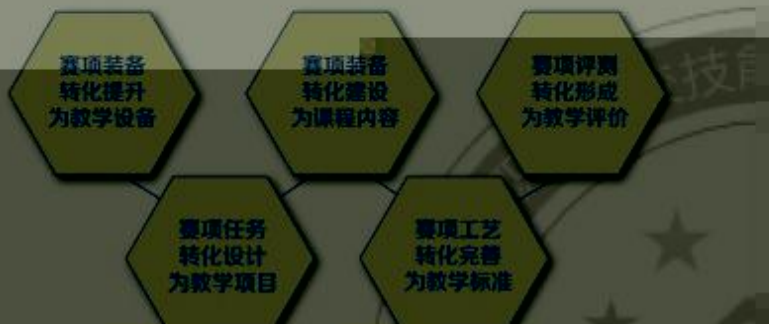 赛项装备
转化提升
为教学设备
赛项装备
转化建设
为课程内容
赛项评测
转化形成
为教学评价
赛项任务
转化设计
为教学项目
赛项工艺
转化完善
为教学标准
技能